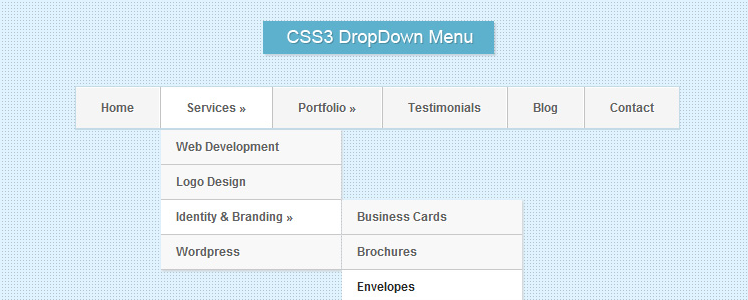 CSS3 DropDown Menu
Home Services » Portfolio » Testimonials Blog Contact
Web Development
Logo Design
Identity & Branding » Business Cards
Wordpress Brochures
Envelopes